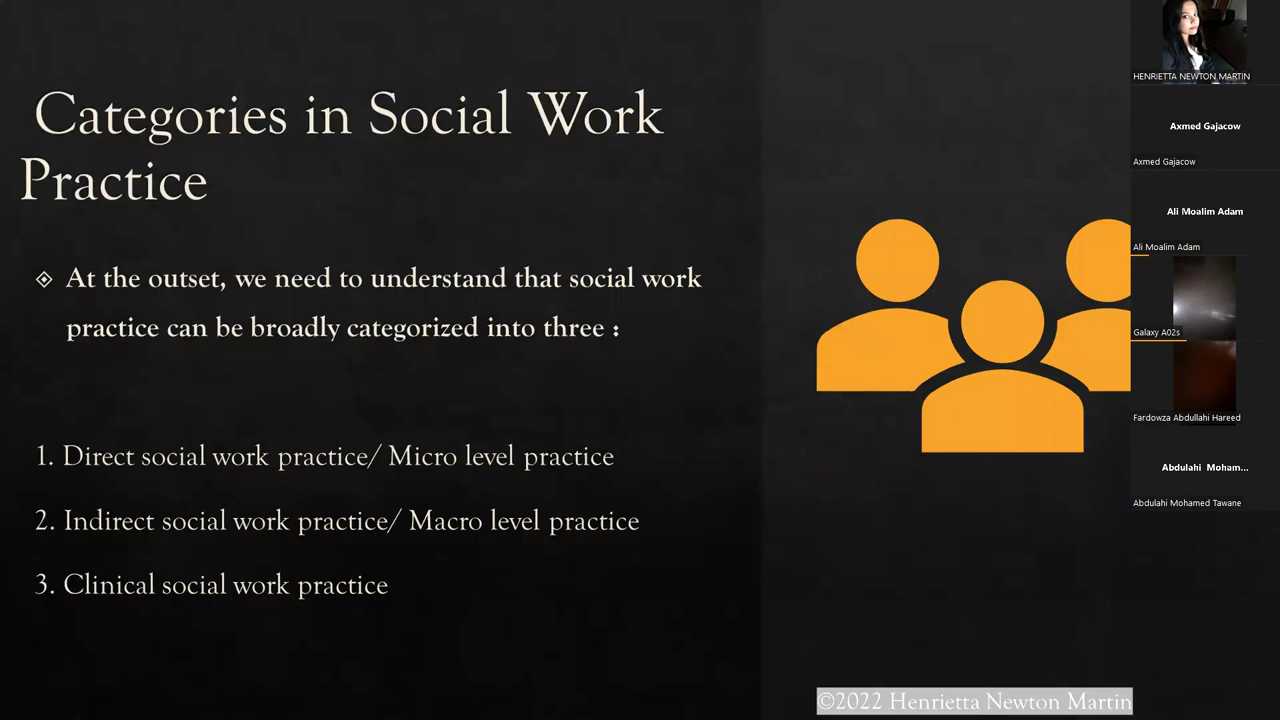 Categories in Social Work
Practice
At the outset, we need to understand that social work
practice can be broadly categorized into three :
1. Direct social work practice/ Micro level practice
2. Indirect social work practice/ Macro level practice
3. Clinical social work practice
©2022 Henrietta Newton Martin
HENRIETTA NEWTON MARTIN
Axmed Gajacow
Axmed Gajacow
Ali Moalim Adam
Ali Moalim Adam
Galaxy A02s
Fardowza Abdullahi Hareed
Abdulahi Moham...
Abdulahi Mohamed Tawane